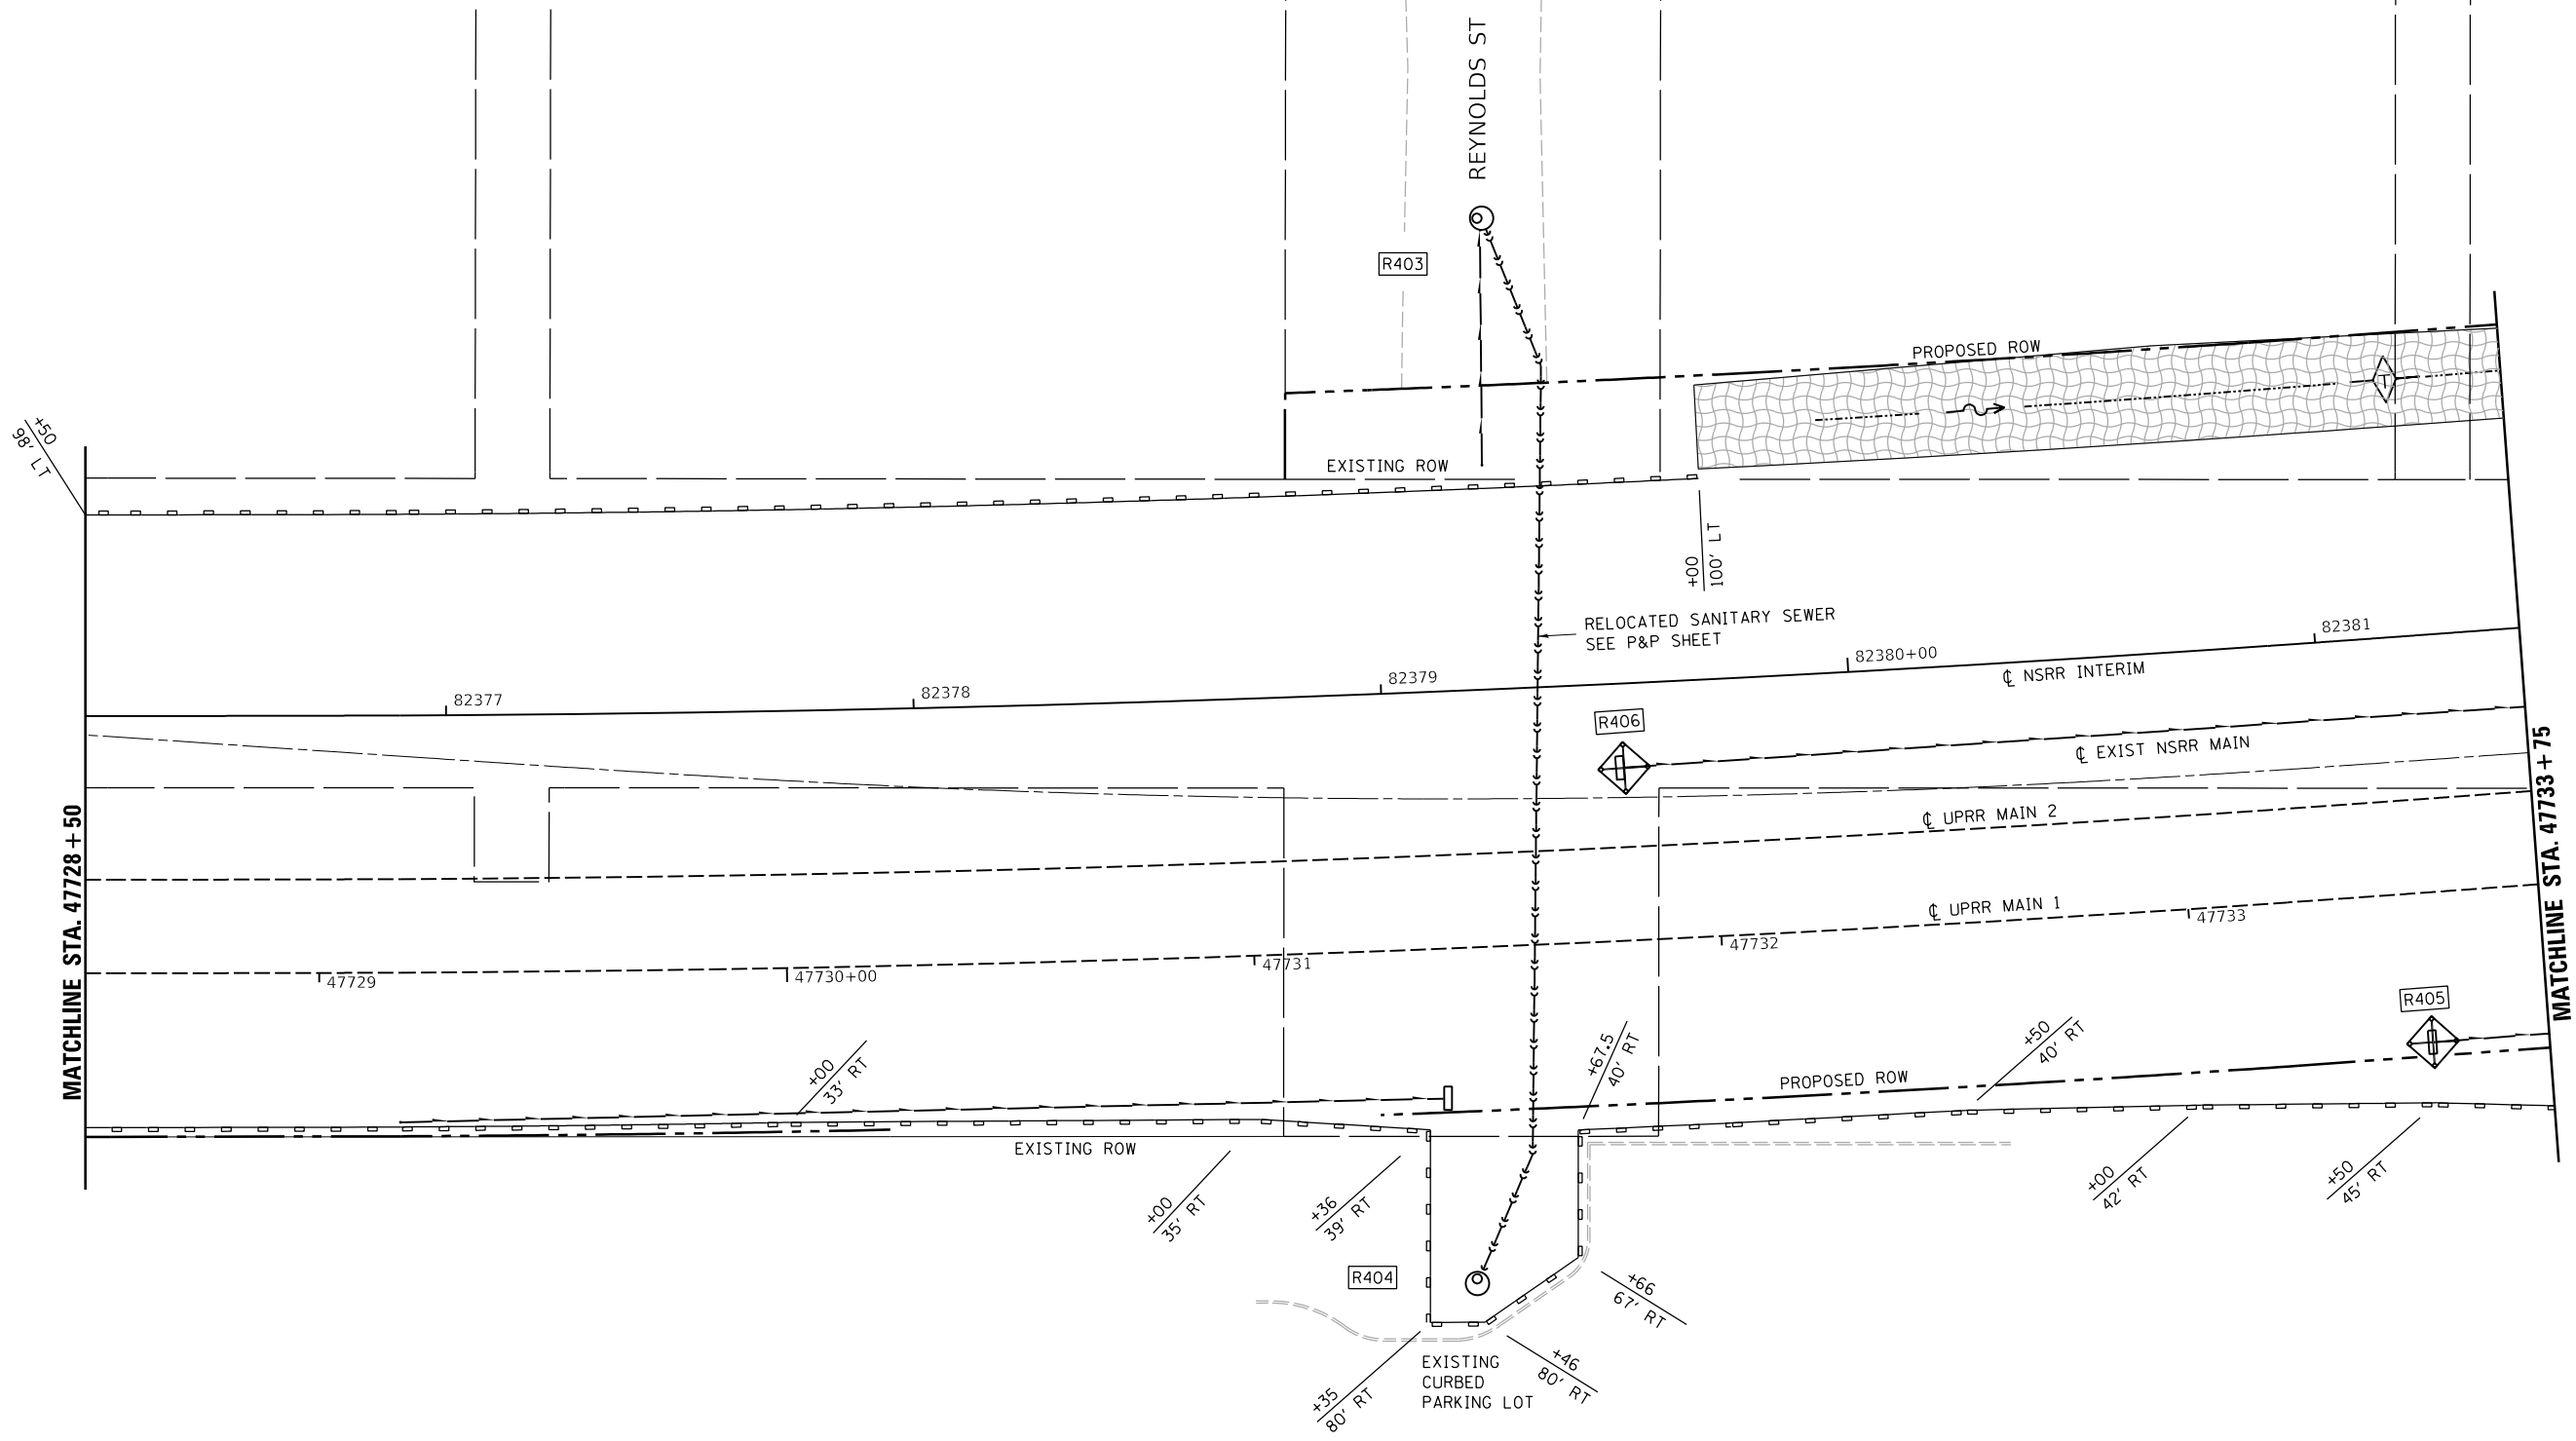 REYNOLDS ST
R403
PROPOSED ROW
+50
98' LT
EXISTING ROW
+00
100' LT
RELOCATED SANITARY SEWER
SEE P&P SHEET
82377
82378
82379
82380+00
82381
℄ NSRR INTERIM
R406
℄ EXIST NSRR MAIN
℄ UPRR MAIN 2
℄ UPRR MAIN 1
47729
47730+00
47731
47732
47733
MATCHLINE STA. 47728+50
MATCHLINE STA. 47733+75
R405
+00
33' RT
+67.5
40' RT
+50
40' RT
PROPOSED ROW
EXISTING ROW
+00
35' RT
+36
39' RT
+00
42' RT
+50
45' RT
R404
+66
67' RT
+46
80' RT
+35
80' RT
EXISTING
CURBED
PARKING LOT
T